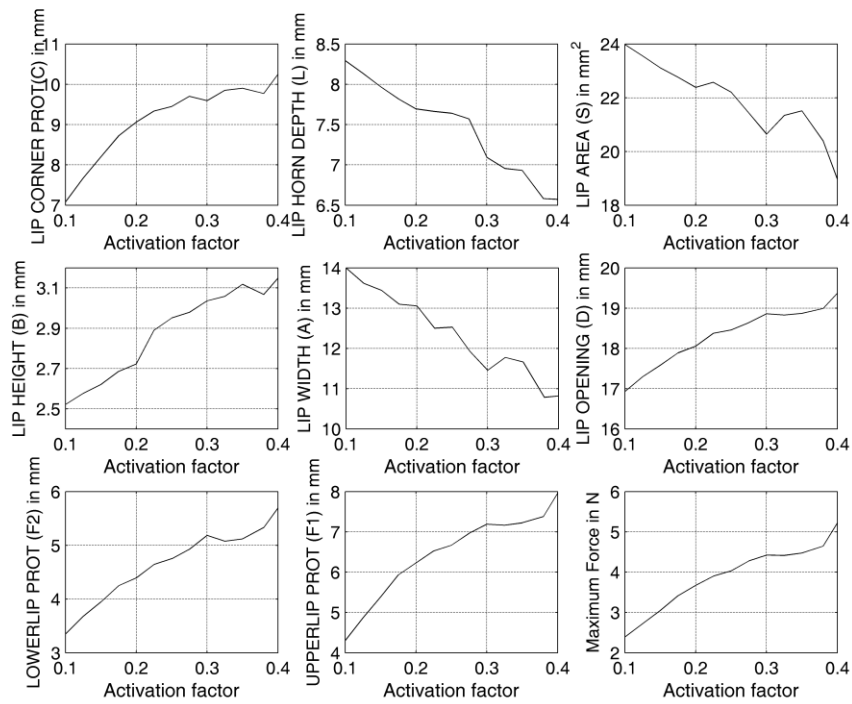 LIP CORNER PROT(C) in mm
11
10
9
8
7
0.1 0.2 0.3 0.4
Activation factor
LIP HORN DEPTH (L) in mm
8.5
8
7.5
7
6.5
0.1 0.2 0.3 0.4
Activation factor
LIP AREA (S) in mm²
24
22
20
18
0.1 0.2 0.3 0.4
Activation factor
LIP HEIGHT (B) in mm
3.1
2.9
2.7
2.5
0.1 0.2 0.3 0.4
Activation factor
LIP WIDTH (A) in mm
14
13
12
11
10
0.1 0.2 0.3 0.4
Activation factor
LIP OPENING (D) in mm
20
19
18
17
16
0.1 0.2 0.3 0.4
Activation factor
LOWERLIP PROT (F2) in mm
6
5
4
3
0.1 0.2 0.3 0.4
Activation factor
UPPERLIP PROT (F1) in mm
8
7
6
5
4
0.1 0.2 0.3 0.4
Activation factor
Maximum Force in N
6
5
4
3
2
0.1 0.2 0.3 0.4
Activation factor